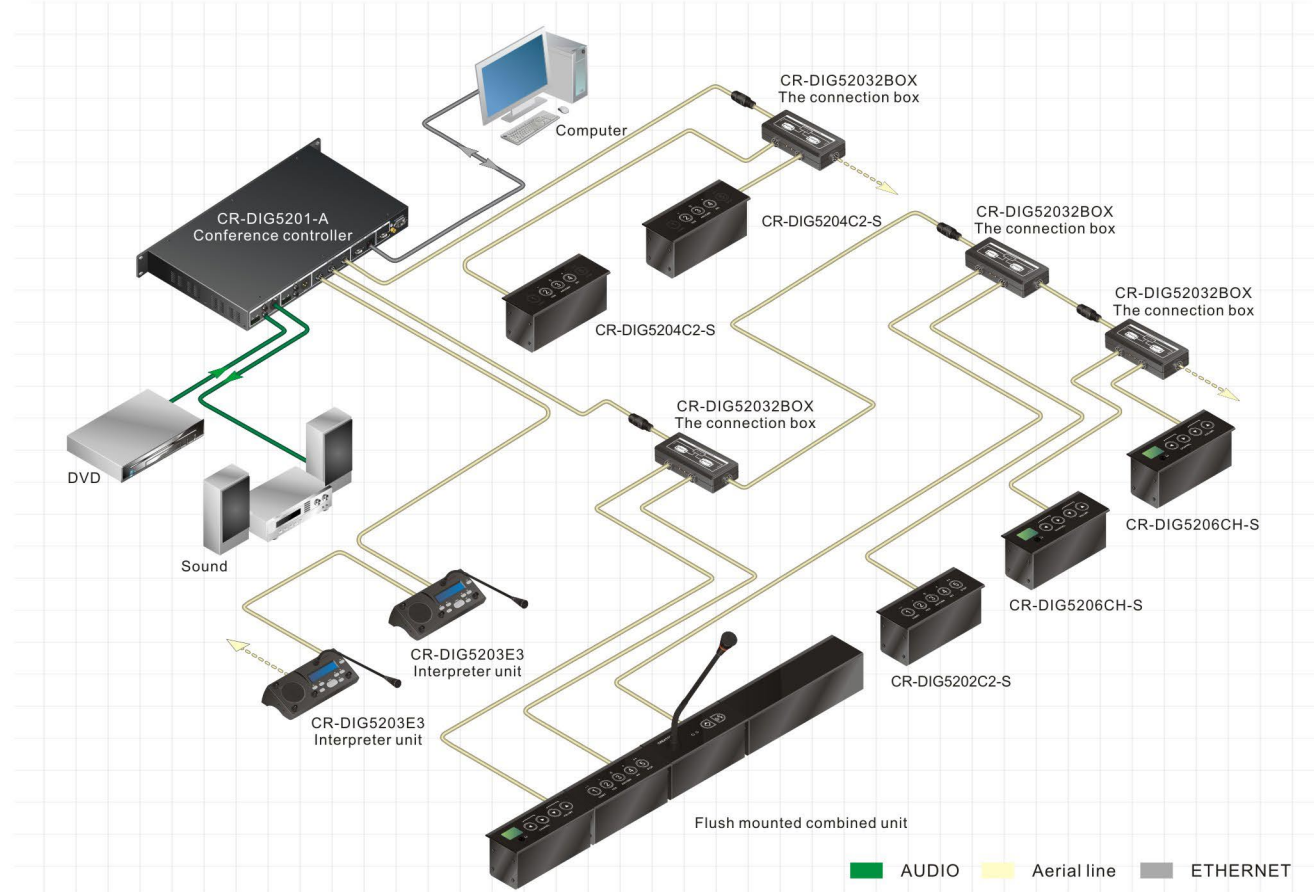 CR-DIG52032BOX
The connection box
Computer
CR-DIG5201-A
Conference controller
CR-DIG5204C2-S
CR-DIG52032BOX
The connection box
CR-DIG52032BOX
The connection box
CR-DIG5204C2-S
CR-DIG52032BOX
The connection box
DVD
Sound
CR-DIG5206CH-S
CR-DIG5206CH-S
CR-DIG5203E3
Interpreter unit
CR-DIG5202C2-S
CR-DIG5203E3
Interpreter unit
Flush mounted combined unit
AUDIO
Aerial line
ETHERNET